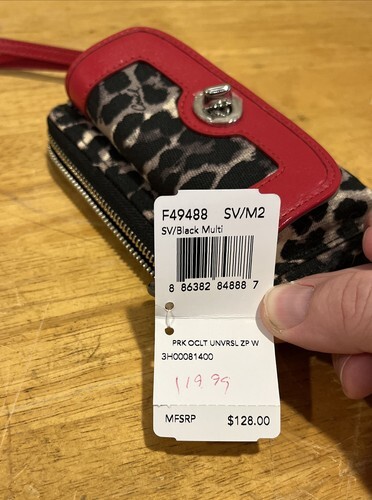 F49488 SV/M2
SV/Black Multi
8 86382 84888 7
PRK OCLT UNVRSL ZP W
3H00081400
119.99
MFSRP $128.00